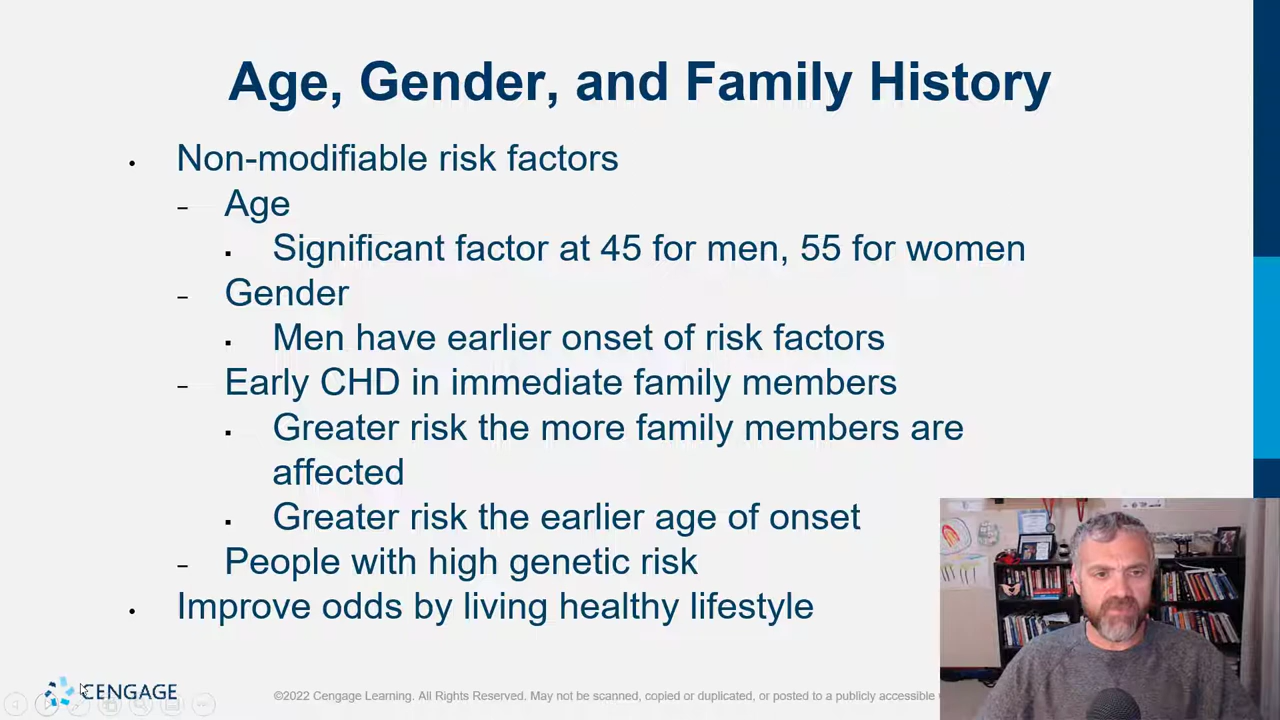 Age, Gender, and Family History
• Non-modifiable risk factors
– Age
▪ Significant factor at 45 for men, 55 for women
– Gender
▪ Men have earlier onset of risk factors
– Early CHD in immediate family members
▪ Greater risk the more family members are
affected
▪ Greater risk the earlier age of onset
– People with high genetic risk
• Improve odds by living healthy lifestyle
CENGAGE
©2022 Cengage Learning. All Rights Reserved. May not be scanned, copied or duplicated, or posted to a publicly accessible